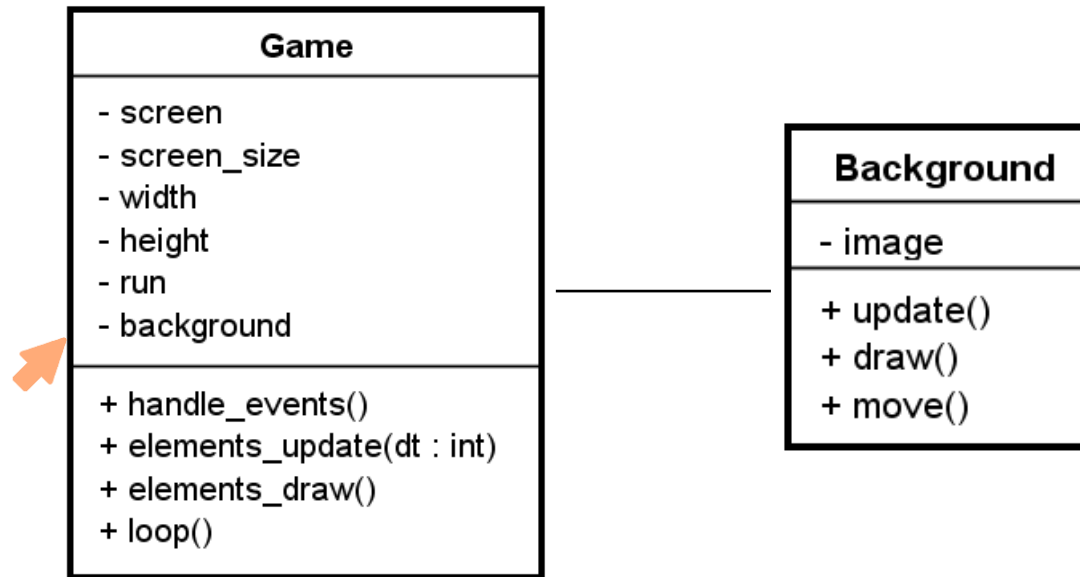 Game
- screen
- screen_size
- width
- height
- run
- background
+ handle_events()
+ elements_update(dt : int)
+ elements_draw()
+ loop()
Background
- image
+ update()
+ draw()
+ move()